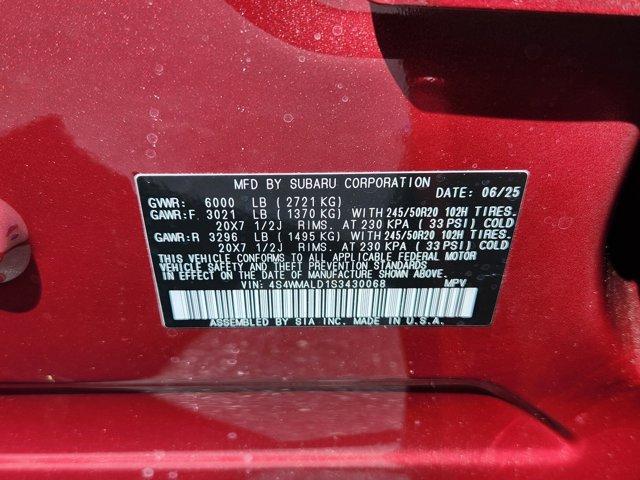 MFD BY SUBARU CORPORATION DATE: 06/25
GVWR: 6000 LB (2721 KG)
GAWR:F. 3021 LB (1370 KG) WITH 245/50R20 102H TIRES.
20X7 1/2J RIMS. AT 230 KPA (33 PSI) COLD
GAWR:R 3296 LB (1495 KG) WITH 245/50R20 102H TIRES.
20X7 1/2J RIMS. AT 230 KPA (33 PSI) COLD
THIS VEHICLE CONFORMS TO ALL APPLICABLE FEDERAL MOTOR
VEHICLE SAFETY AND THEFT PREVENTION STANDARDS
IN EFFECT ON THE DATE OF MANUFACTURE SHOWN ABOVE.
VIN: 4S4WMALD1S3430068 MPV
ASSEMBLED BY SIA INC. MADE IN U.S.A.